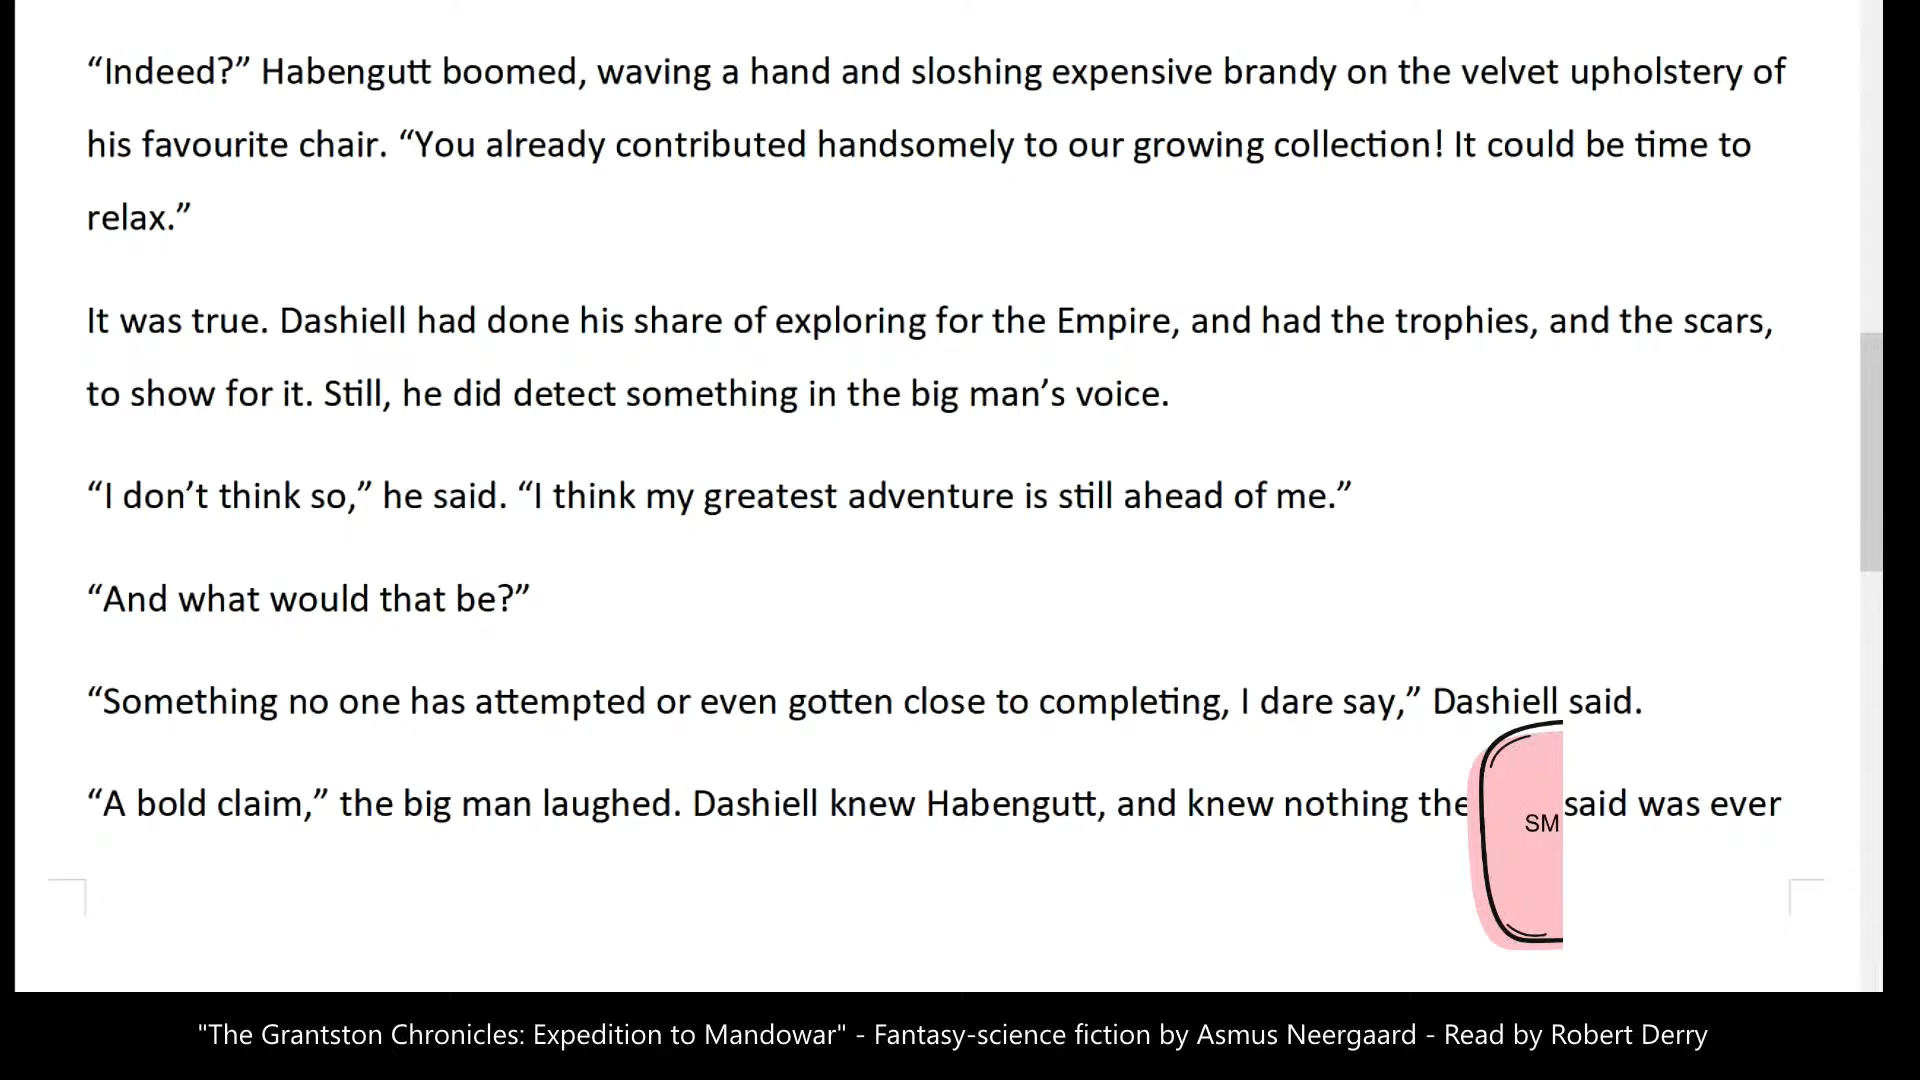 “Indeed?” Habengutt boomed, waving a hand and sloshing expensive brandy on the velvet upholstery of
his favourite chair. “You already contributed handsomely to our growing collection! It could be time to
relax.”
It was true. Dashiell had done his share of exploring for the Empire, and had the trophies, and the scars,
to show for it. Still, he did detect something in the big man’s voice.
“I don’t think so,” he said. “I think my greatest adventure is still ahead of me.”
“And what would that be?”
“Something no one has attempted or even gotten close to completing, I dare say,” Dashiell said.
“A bold claim,” the big man laughed. Dashiell knew Habengutt, and knew nothing the said was ever
SM
"The Grantston Chronicles: Expedition to Mandowar" - Fantasy-science fiction by Asmus Neergaard - Read by Robert Derry